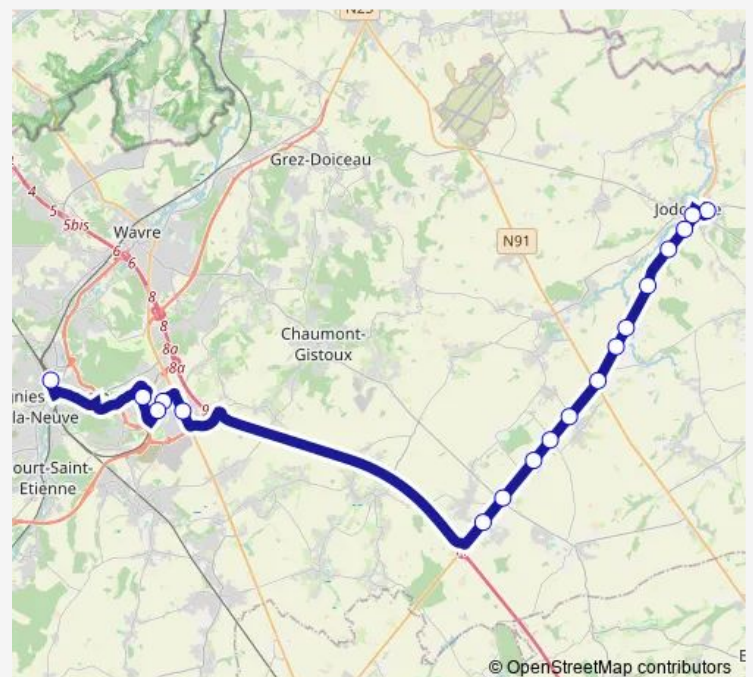 N25
4
5
5bis
Grez-Doiceau
Wavre
6
6
Jodo
N91
8
8
8a
8a
Chaumont-
Gistoux
9
gnies
la-Neuve
ourt-Saint-
Etienne
E
© OpenStreetMap contributors